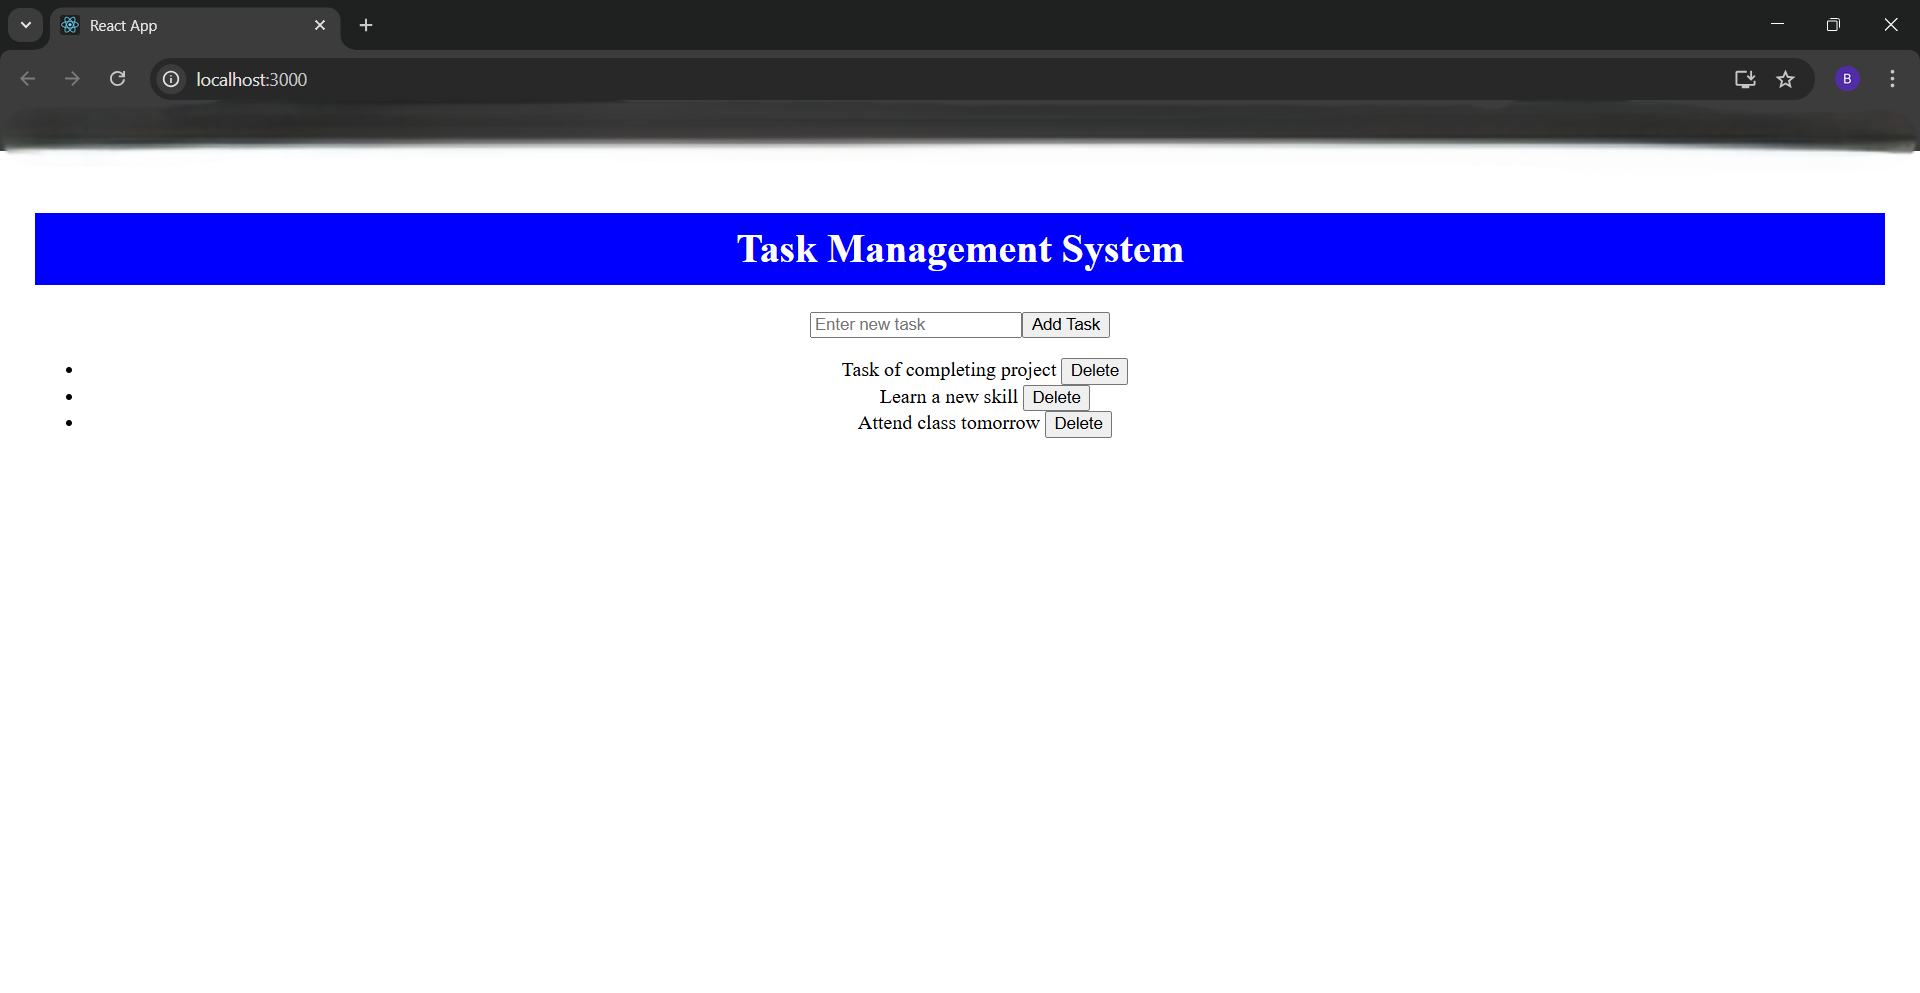 React App
localhost:3000
B
Task Management System
Enter new task Add Task
Task of completing project Delete
Learn a new skill Delete
Attend class tomorrow Delete